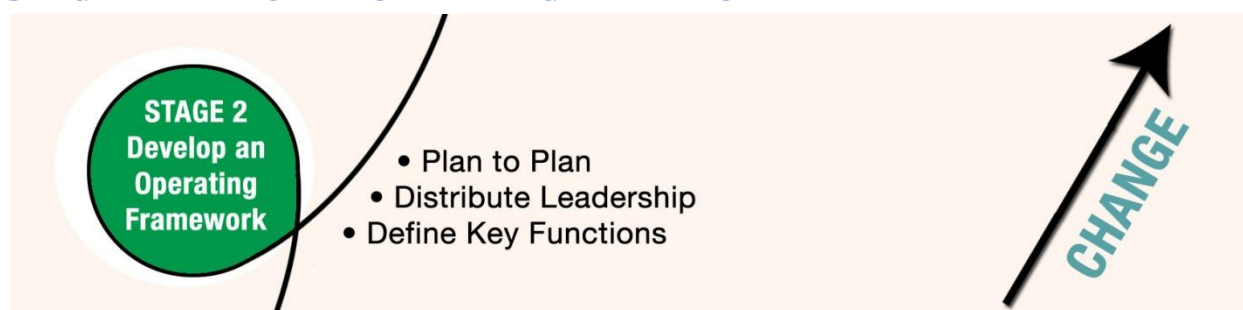 STAGE 2
Develop an
Operating
Framework
• Plan to Plan
• Distribute Leadership
• Define Key Functions
CHANGE